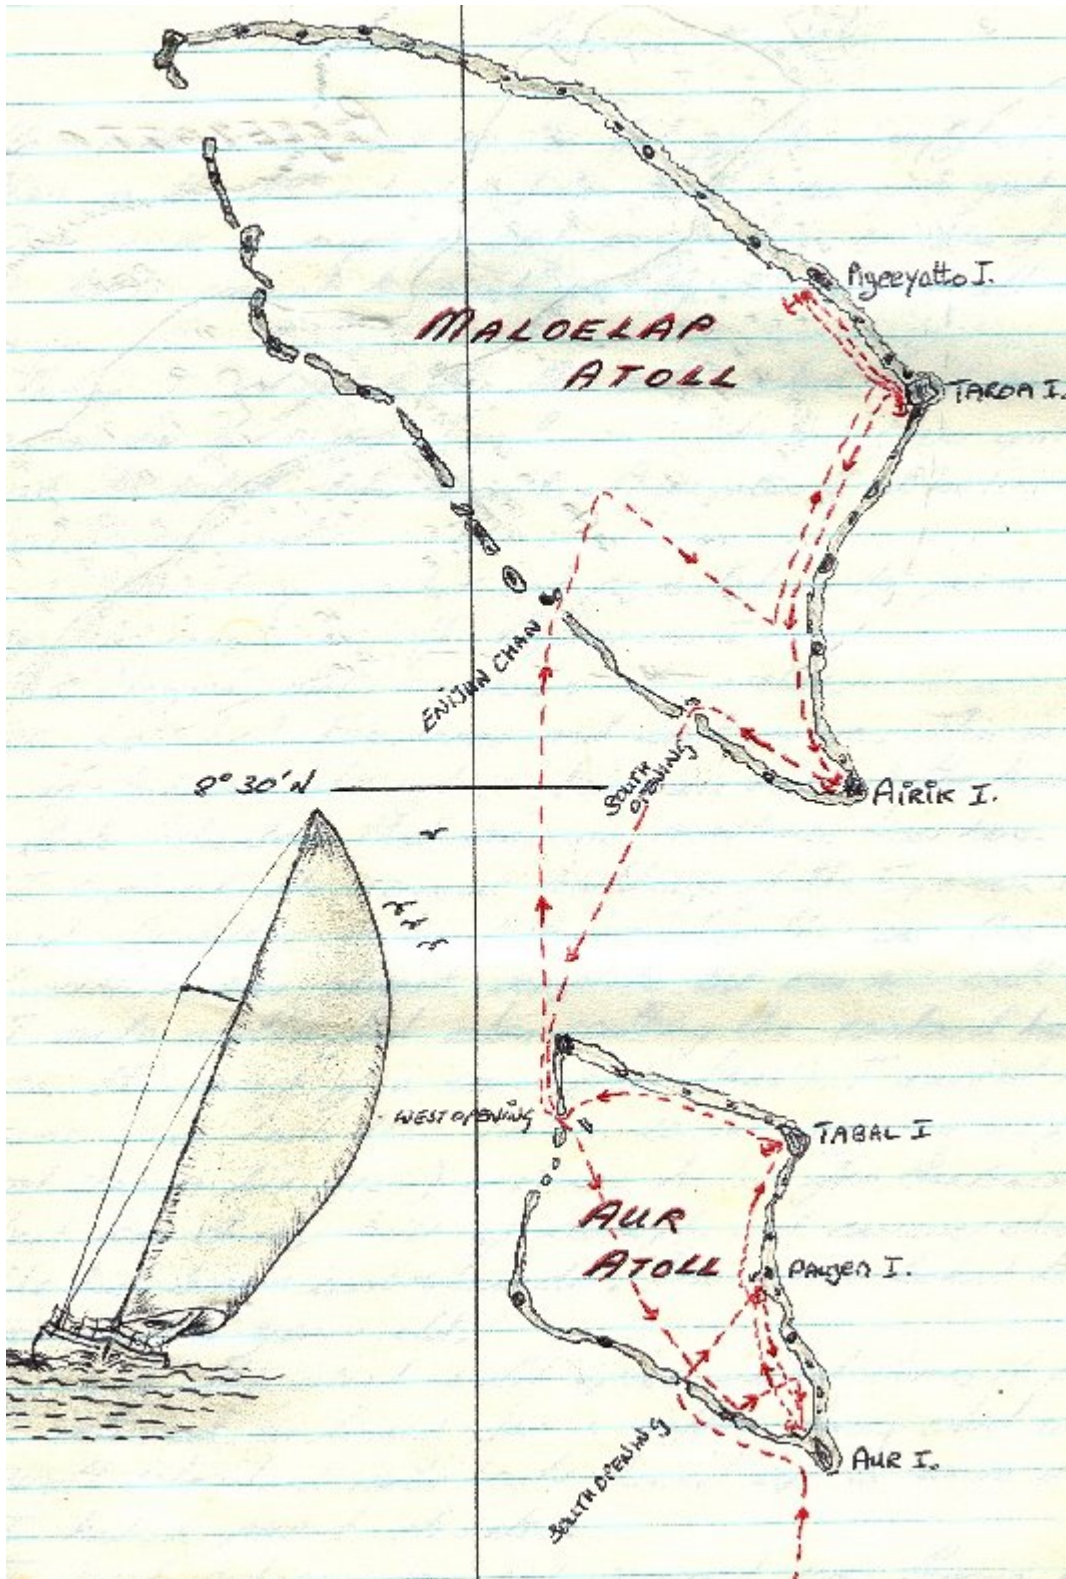 Pigeeyatto I.
MALOELAP
ATOLL
TAROA I.
ENIJUN CHAN
SOUTH
OPENING
8° 30' N
AIRIK I.
WEST OPENING
TABAL I
AUR
ATOLL
SOUTH OPENING
AUR I.